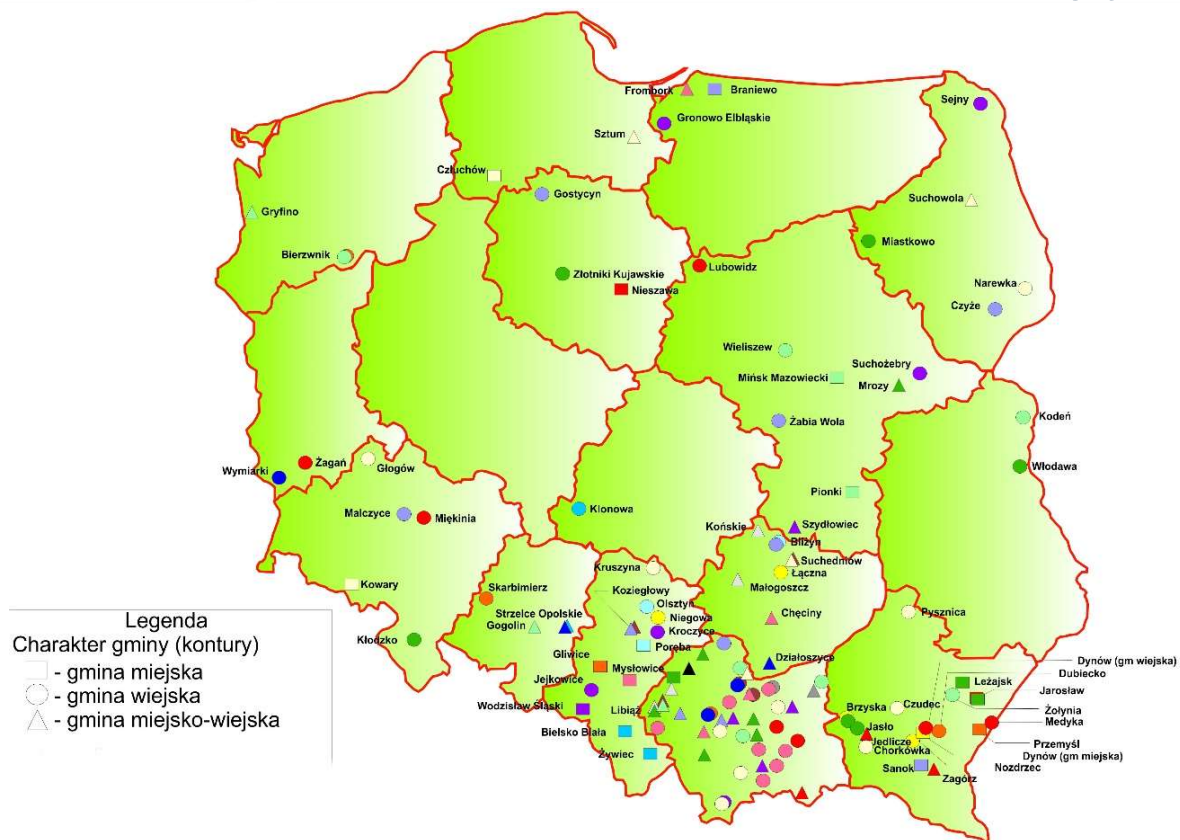 Frombork
Braniewo
Sejny
Gronowo Elbląskie
Sztum
Człuchów
Gostycyn
Suchowola
Gryfino
Miastkowo
Bierzwnik
Lubowidz
Złotniki Kujawskie
Nieszawa
Narewka
Czyże
Wieliszew
Suchożebry
Mińsk Mazowiecki
Mrozy
Żabia Wola
Kodeń
Żagań
Głogów
Wymiarki
Włodawa
Pionki
Malczyce
Miękinia
Klonowa
Końskie
Szydłowiec
Bliżyn
Suchedniów
Kruszyna
Łączna
Kowary
Skarbimierz
Koziegłowy
Małogoszcz
Olsztyn
Niegowa
Strzelce Opolskie
Gogolin
Chęciny
Pysznica
Kroczyce
Kłodzko
Poręba
Gliwice
Mysłowice
Działoszyce
Dynów (gm wiejska)
Dubiecko
Jejkowice
Leżajsk
Jarosław
Wodzisław Śląski
Libiąż
Brzyska
Czudec
Żołynia
Medyka
Bielsko Biała
Jasło
Jedlicze
Chorkówka
Przemyśl
Dynów (gm miejska)
Żywiec
Sanok
Zagórz
Nozdrzec
Legenda
Charakter gminy (kontury)
- gmina miejska
- gmina wiejska
- gmina miejsko-wiejska